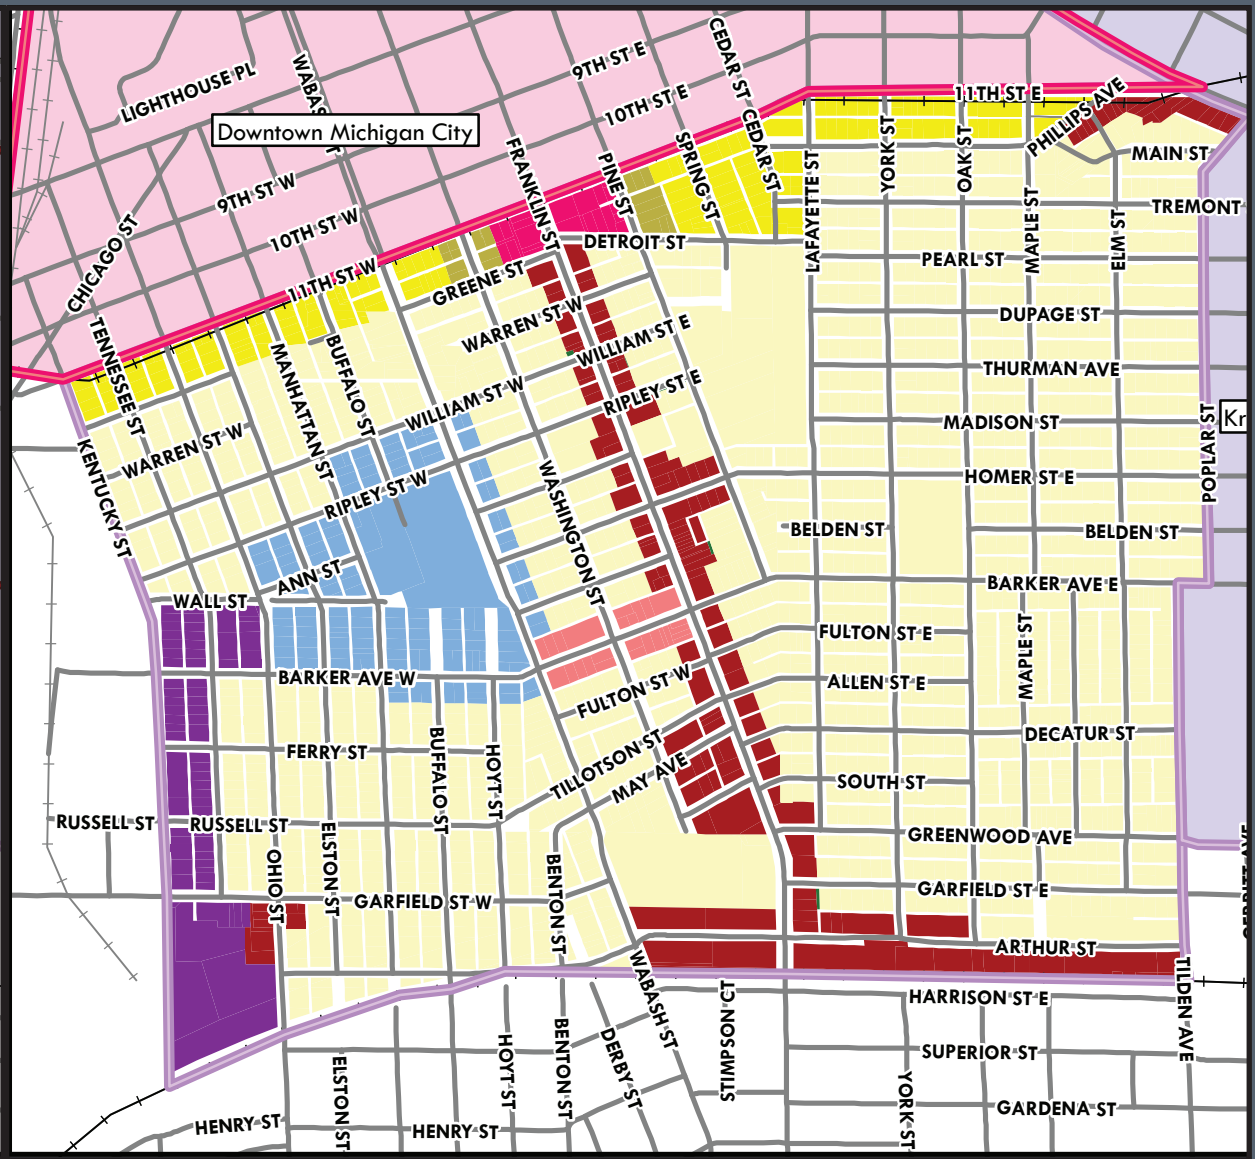 CEDAR ST
9TH ST E
LIGHTHOUSE PL
WABASH ST
10TH ST E
11TH ST E
PHILLIPS AVE
Downtown Michigan City
FRANKLIN ST
PINE ST
SPRING ST
CEDAR ST
LAFAYETTE ST
YORK ST
OAK ST
MAIN ST
9TH ST W
10TH ST W
MAPLE ST
ELM ST
TREMONT
CHICAGO ST
DETROIT ST
PEARL ST
11TH ST W
GREENE ST
DUPAGE ST
TENNESSEE ST
WARREN ST W
WILLIAM ST E
MANHATTAN ST
BUFFALO ST
THURMAN AVE
WILLIAM ST W
RIPLEY ST E
MADISON ST
POPLAR ST
Kr
KENTUCKY ST
WARREN ST W
RIPLEY ST W
WASHINGTON ST
HOMER ST E
BELDEN ST
BELDEN ST
ANN ST
BARKER AVE E
WALL ST
FULTON ST E
MAPLE ST
BARKER AVE W
FULTON ST W
ALLEN ST E
FERRY ST
BUFFALO ST
HOYT ST
TILLOTSON ST
MAY AVE
DECATUR ST
SOUTH ST
RUSSELL ST
RUSSELL ST
ELSTON ST
OHIO ST
GREENWOOD AVE
BENTON ST
GARFIELD ST W
GARFIELD ST E
ARTHUR ST
WABASH ST
STIMPSON CT
HARRISON ST E
TILDEN AVE
HOYT ST
BENTON ST
DERBY ST
ELSTON ST
SUPERIOR ST
YORK ST
GARDENA ST
HENRY ST
HENRY ST